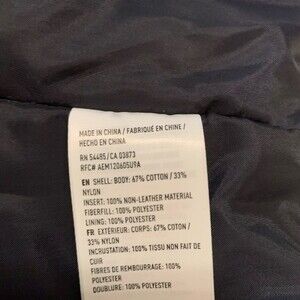 MADE IN CHINA / FABRIQUÉ EN CHINE /
HECHO EN CHINA
RN 54485/CA 03873
RFC# AEM120605U9A
EN SHELL: BODY: 67% COTTON / 33%
NYLON
INSERT: 100% NON-LEATHER MATERIAL
FIBERFILL: 100% POLYESTER
LINING: 100% POLYESTER
FR EXTÉRIEUR: CORPS: 67% COTON /
33% NYLON
INCRUSTATION: 100% TISSU NON FAIT DE
CUIR
FIBRES DE REMBOURRAGE: 100%
POLYESTER
DOUBLURE: 100% POLYESTER